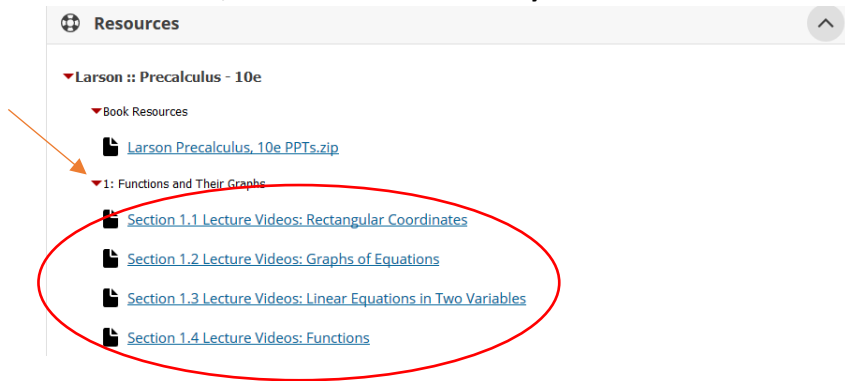 Resources
Larson :: Precalculus - 10e
Book Resources
Larson Precalculus, 10e PPTs.zip
1: Functions and Their Graphs
Section 1.1 Lecture Videos: Rectangular Coordinates
Section 1.2 Lecture Videos: Graphs of Equations
Section 1.3 Lecture Videos: Linear Equations in Two Variables
Section 1.4 Lecture Videos: Functions